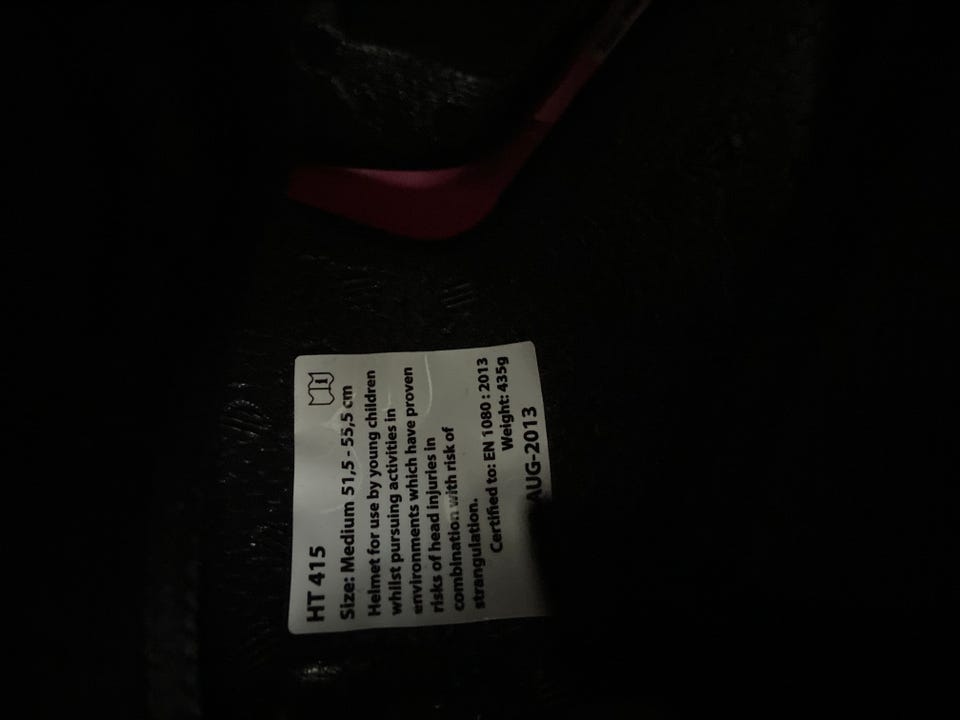 HT 415
Size: Medium 51,5 - 55,5 cm
Helmet for use by young children
whilst pursuing activities in
environments which have proven
risks of head injuries in
combination with risk of
strangulation.
Certified to: EN 1080 : 2013
Weight: 435g
AUG-2013